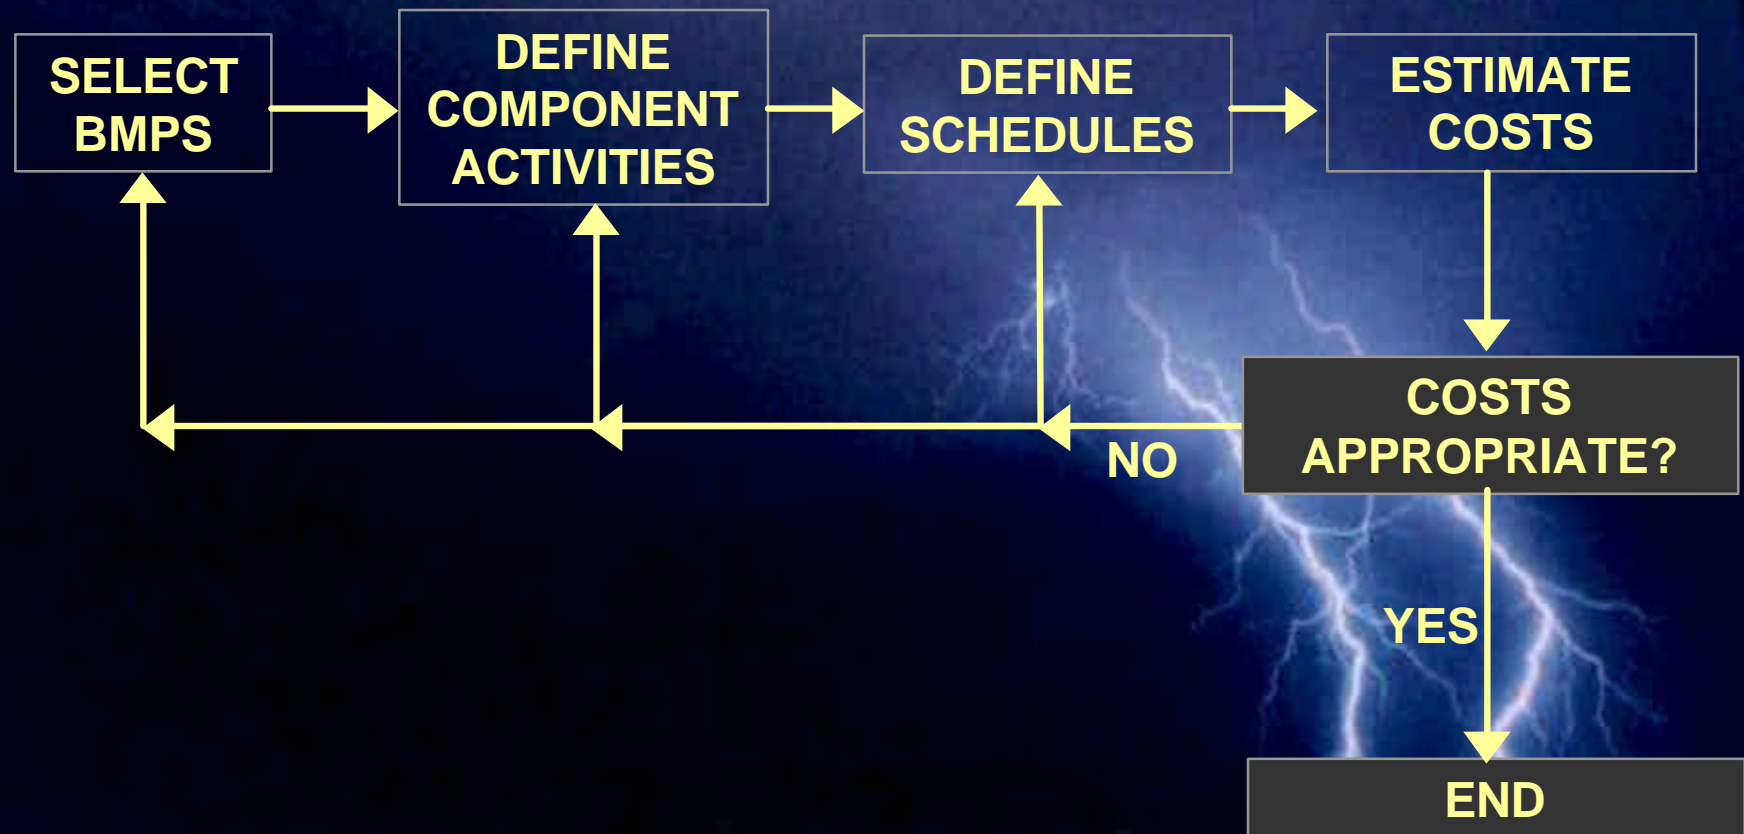 SELECT
BMPS
DEFINE
COMPONENT
ACTIVITIES
DEFINE
SCHEDULES
ESTIMATE
COSTS
COSTS
APPROPRIATE?
NO
YES
END